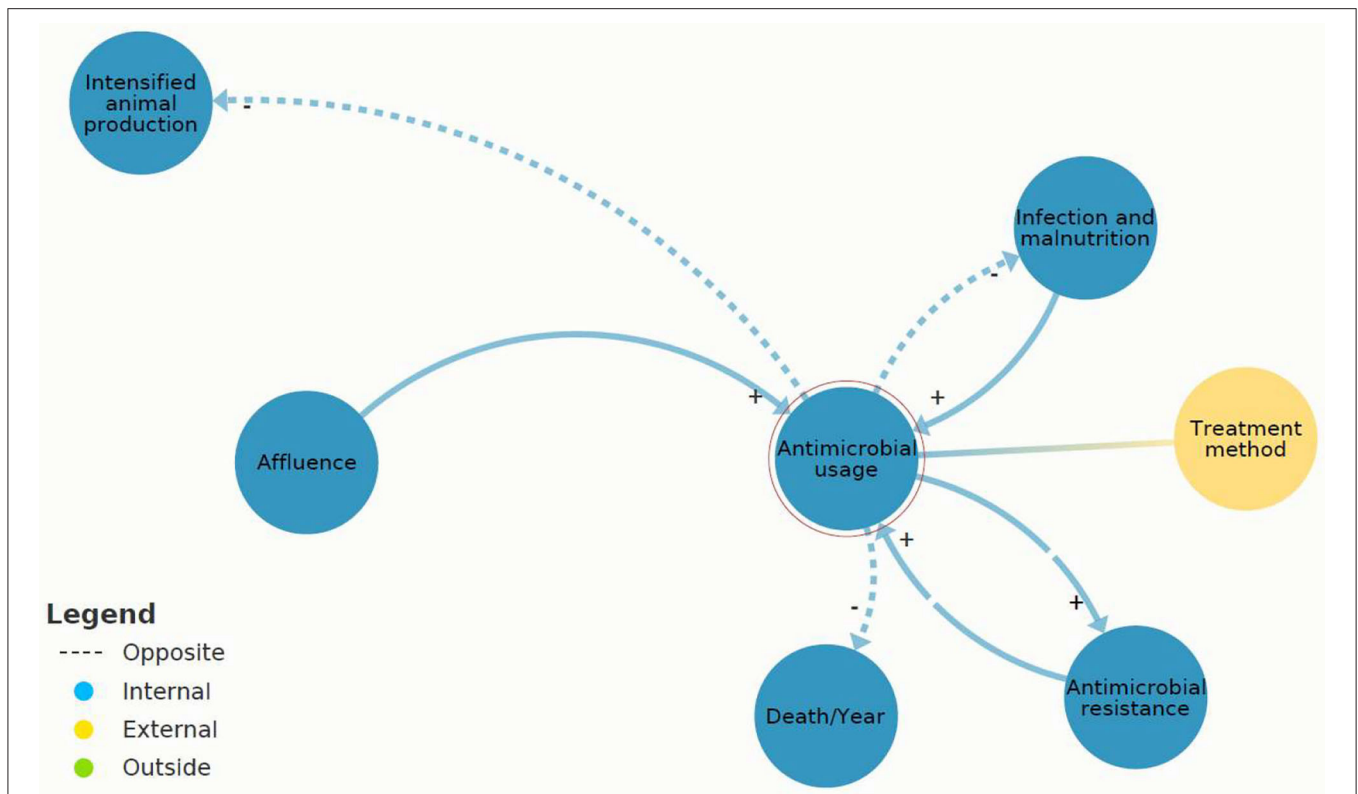 Intensified
animal
production
-
Infection and
malnutrition
-
+
+
Affluence
Antimicrobial
usage
Treatment
method
+
-
+
Death/Year
Antimicrobial
resistance
Legend
Opposite
Internal
External
Outside